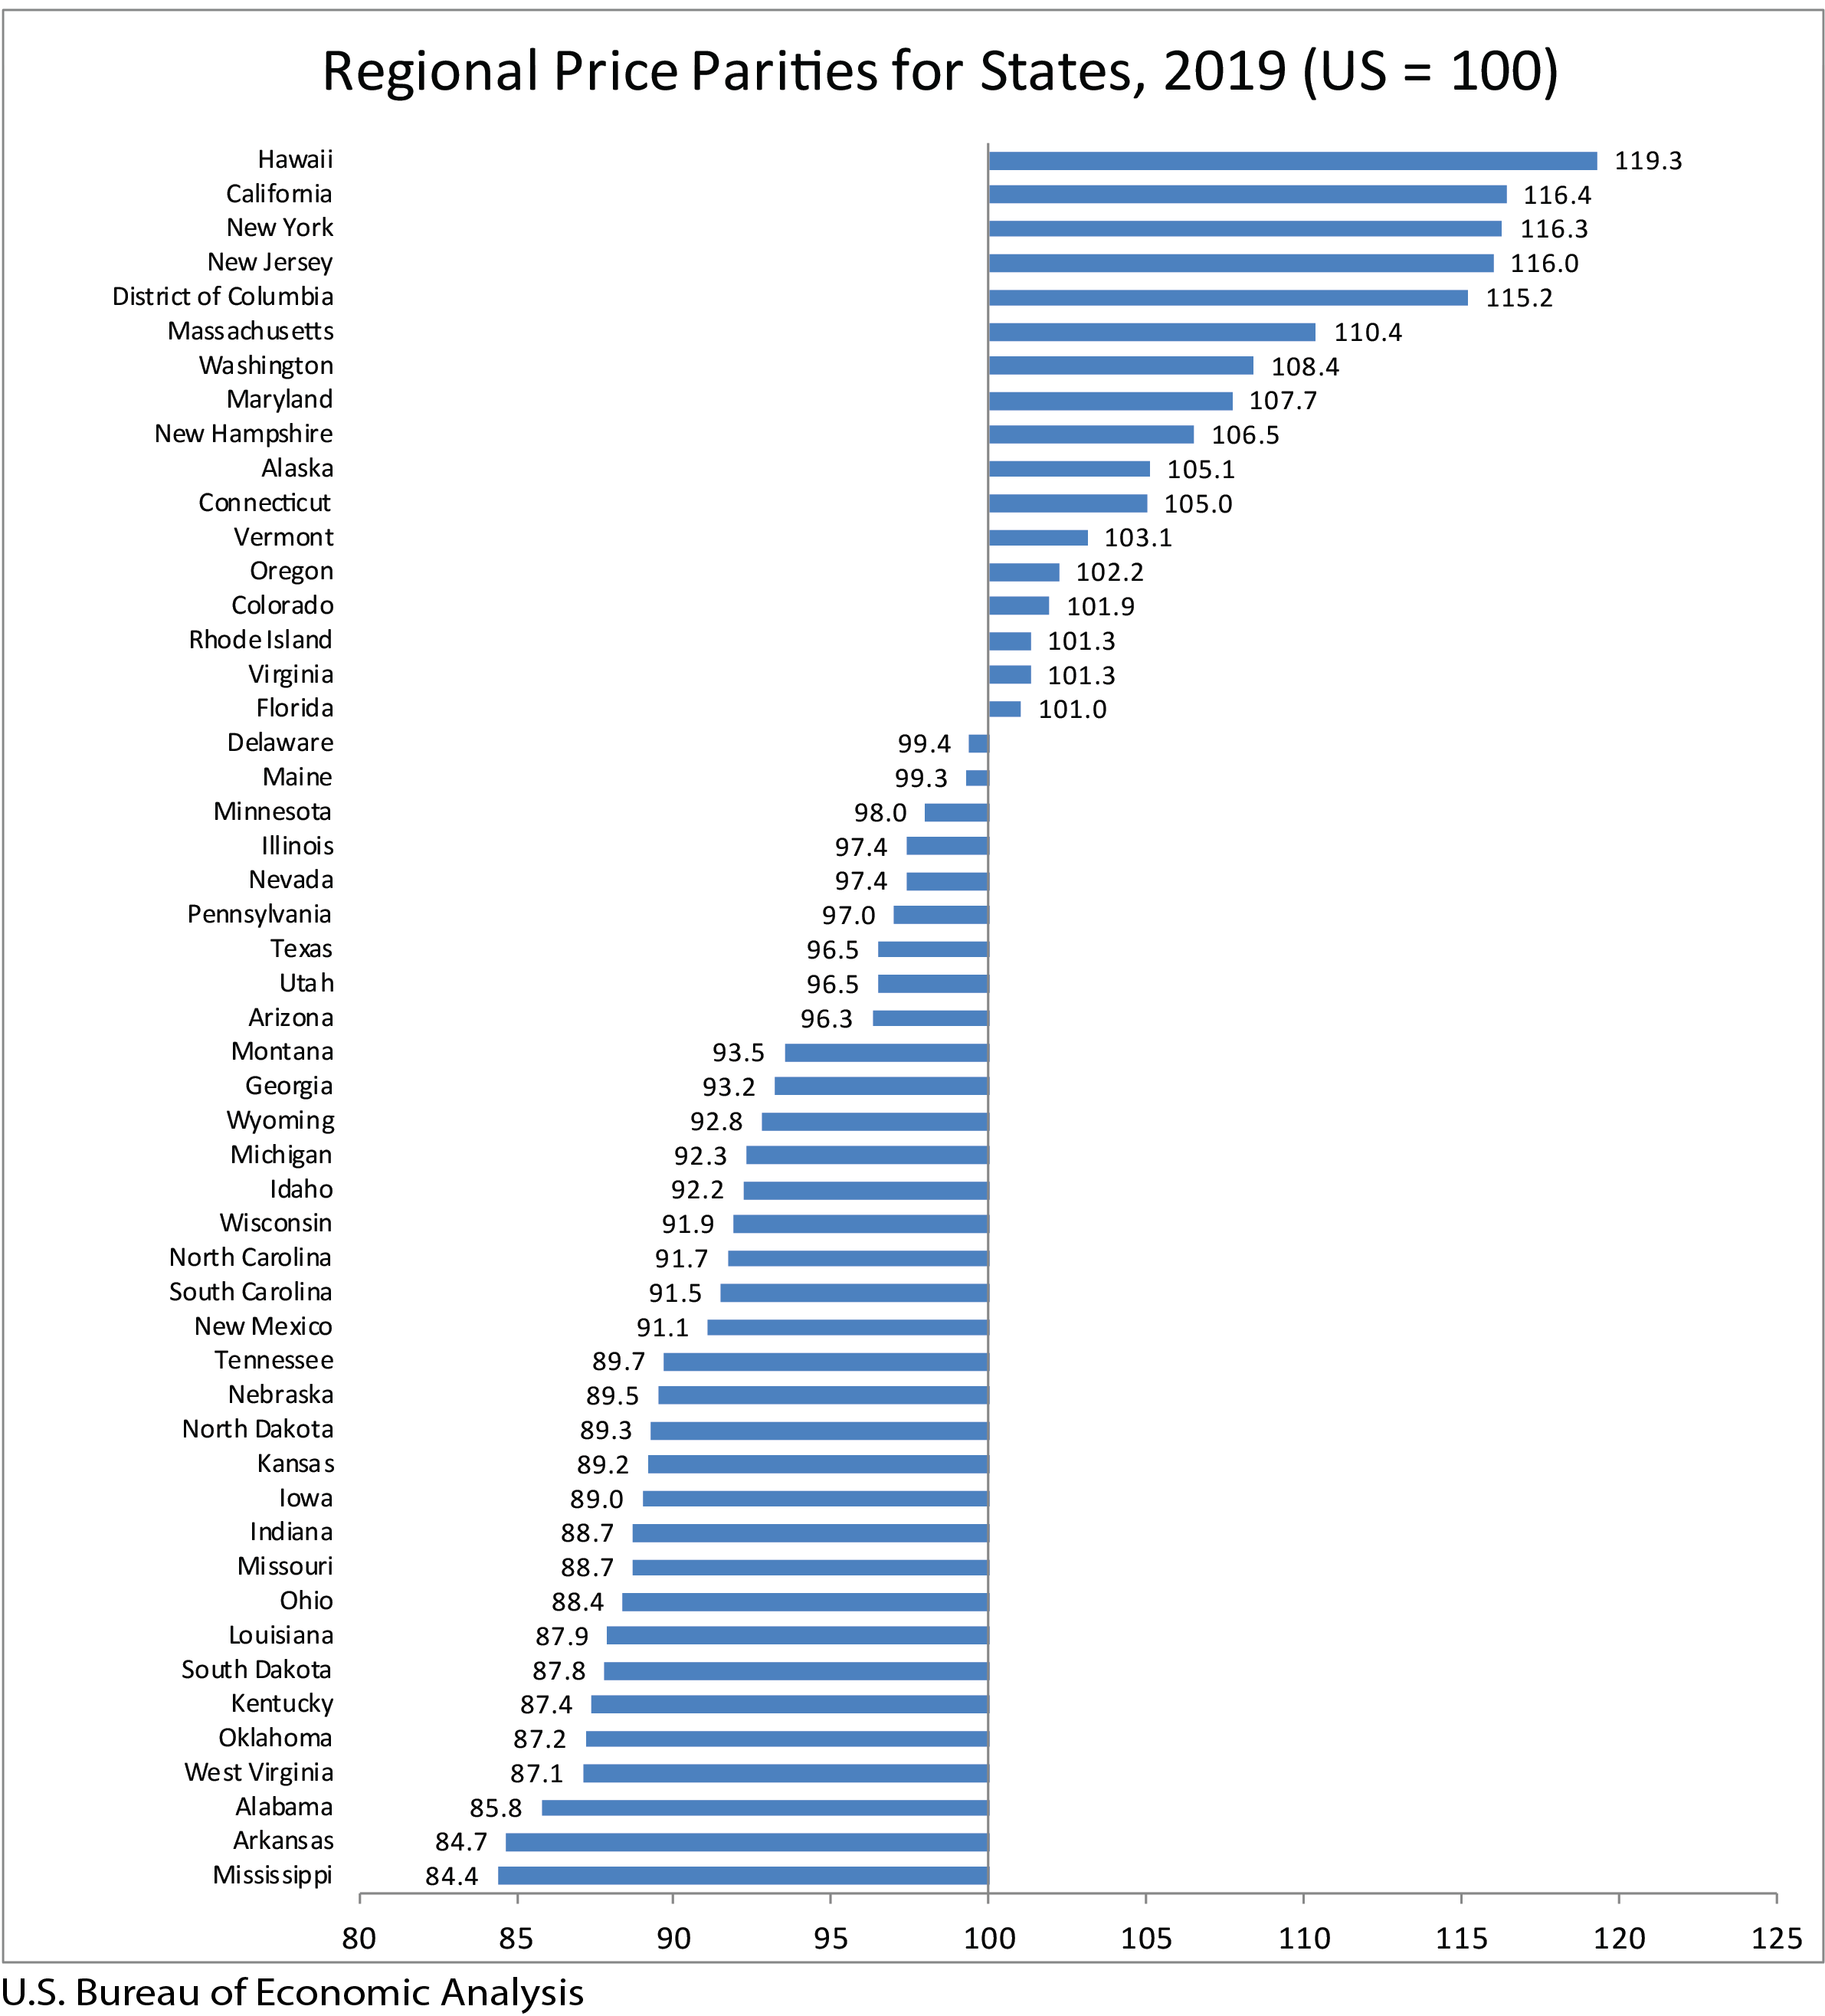 Regional Price Parities for States, 2019 (US = 100)
Hawaii 119.3
California 116.4
New York 116.3
New Jersey 116.0
District of Columbia 115.2
Massachusetts 110.4
Washington 108.4
Maryland 107.7
New Hampshire 106.5
Alaska 105.1
Connecticut 105.0
Vermont 103.1
Oregon 102.2
Colorado 101.9
Rhode Island 101.3
Virginia 101.3
Florida 101.0
Delaware 99.4
Maine 99.3
Minnesota 98.0
Illinois 97.4
Nevada 97.4
Pennsylvania 97.0
Texas 96.5
Utah 96.5
Arizona 96.3
Montana 93.5
Georgia 93.2
Wyoming 92.8
Michigan 92.3
Idaho 92.2
Wisconsin 91.9
North Carolina 91.7
South Carolina 91.5
New Mexico 91.1
Tennessee 89.7
Nebraska 89.5
North Dakota 89.3
Kansas 89.2
Iowa 89.0
Indiana 88.7
Missouri 88.7
Ohio 88.4
Louisiana 87.9
South Dakota 87.8
Kentucky 87.4
Oklahoma 87.2
West Virginia 87.1
Alabama 85.8
Arkansas 84.7
Mississippi 84.4
80 85 90 95 100 105 110 115 120 125
U.S. Bureau of Economic Analysis